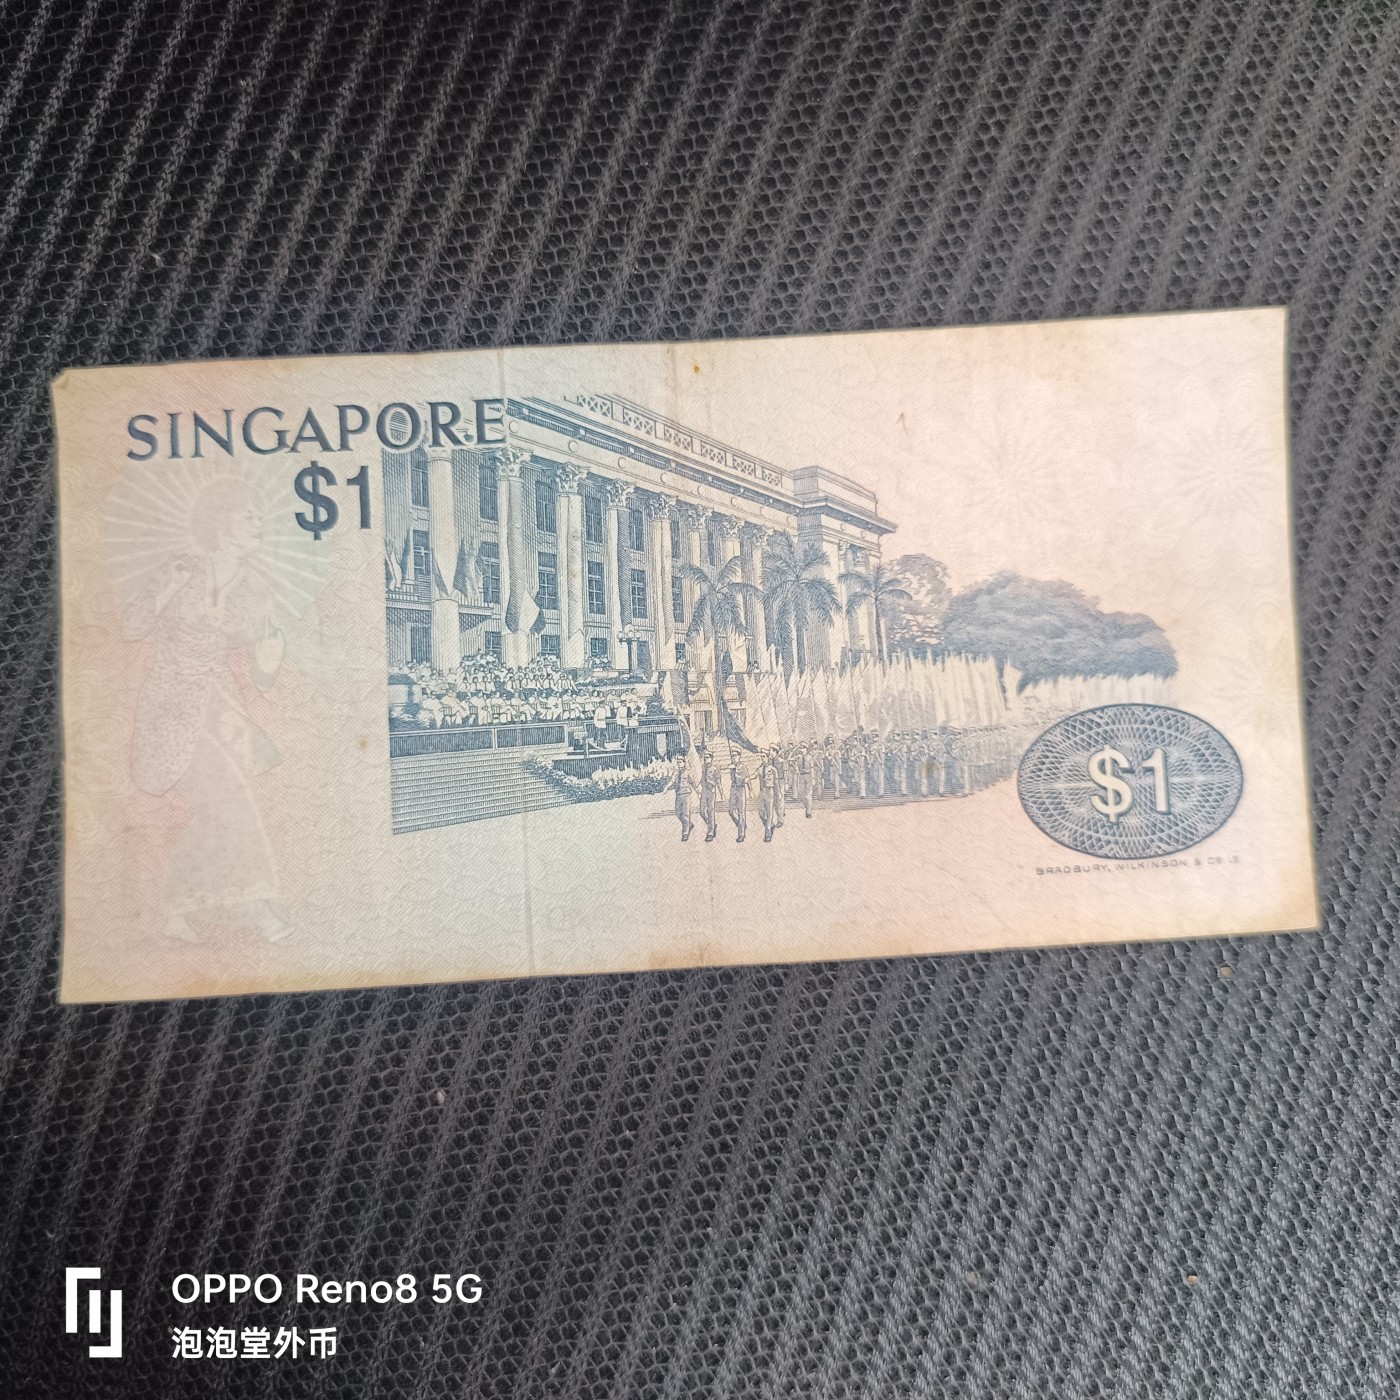 SINGAPORE
$1
$1
BRADBURY, WILKINSON & CO LD.
OPPO Reno8 5G
泡泡堂外币